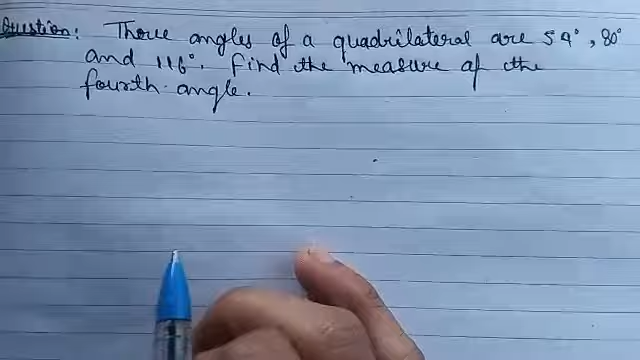 Question: Three angles of a quadrilateral are 54°, 80°
and 116°. Find the measure of the
fourth angle.